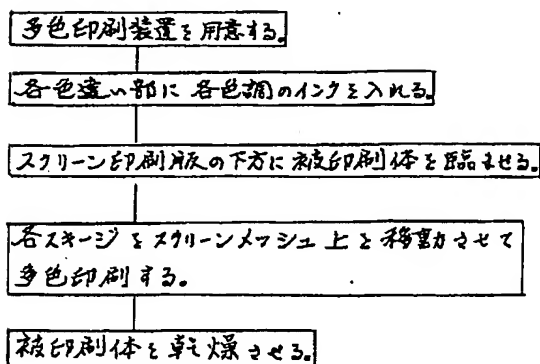 多色印刷装置を用意する。
各色違い部に各色調のインクを入れる。
スクリーン印刷版の下方に被印刷体を臨ませる。
各スキージをスクリーンメッシュ上を移動させて
多色印刷する。
被印刷体を乾燥させる。